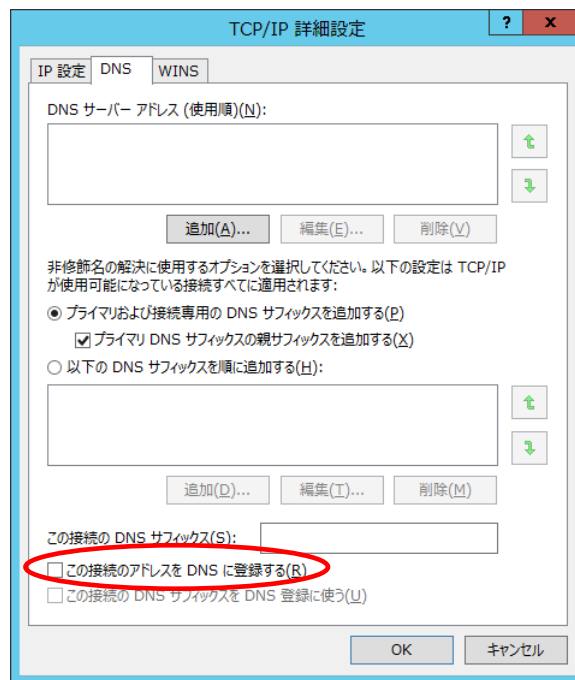 TCP/IP 詳細設定
? x
IP 設定 DNS WINS
DNS サーバー アドレス (使用順)(N):
追加(A)... 編集(E)... 削除(V)
非修飾名の解決に使用するオプションを選択してください。以下の設定は TCP/IP
が使用可能になっている接続すべてに適用されます:
プライマリおよび接続専用の DNS サフィックスを追加する(P)
プライマリ DNS サフィックスの親サフィックスを追加する(X)
以下の DNS サフィックスを順に追加する(H):
追加(D)... 編集(T)... 削除(M)
この接続の DNS サフィックス(S):
この接続のアドレスを DNS に登録する(R)
この接続の DNS サフィックスを DNS 登録に使う(U)
OK キャンセル